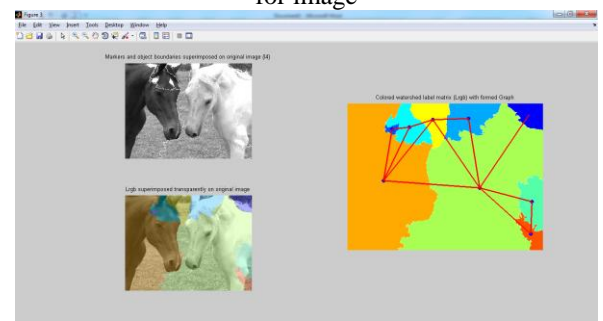 for image
Figure 3
File Edit View Insert Tools Desktop Window Help
Markers and object boundaries superimposed on original image (I4)
Colored watershed label matrix (Lrgb) with formed Graph
Lrgb superimposed transparently on original image